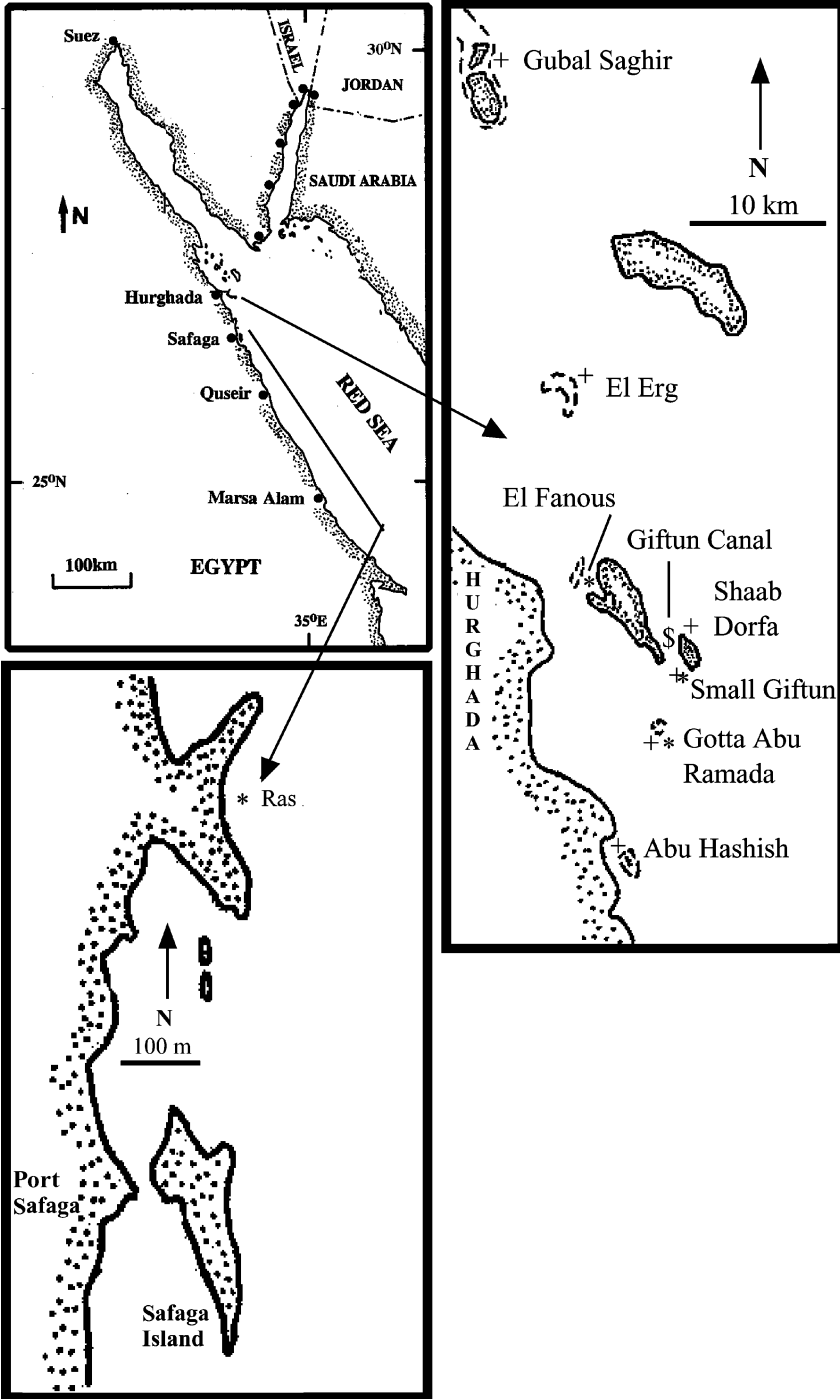 Suez
ISRAEL
30⁰N
JORDAN
SAUDI ARABIA
N
Hurghada
Safaga
Quseir
RED SEA
25⁰N
Marsa Alam
100km
EGYPT
35⁰E
+ Gubal Saghir
N
10 km
+ El Erg
El Fanous
*
Giftun Canal
$
+ Shaab
Dorfa
+* Small Giftun
+* Gotta Abu
Ramada
+ Abu Hashish
HURGHADA
* Ras
N
100 m
Port
Safaga
Safaga
Island